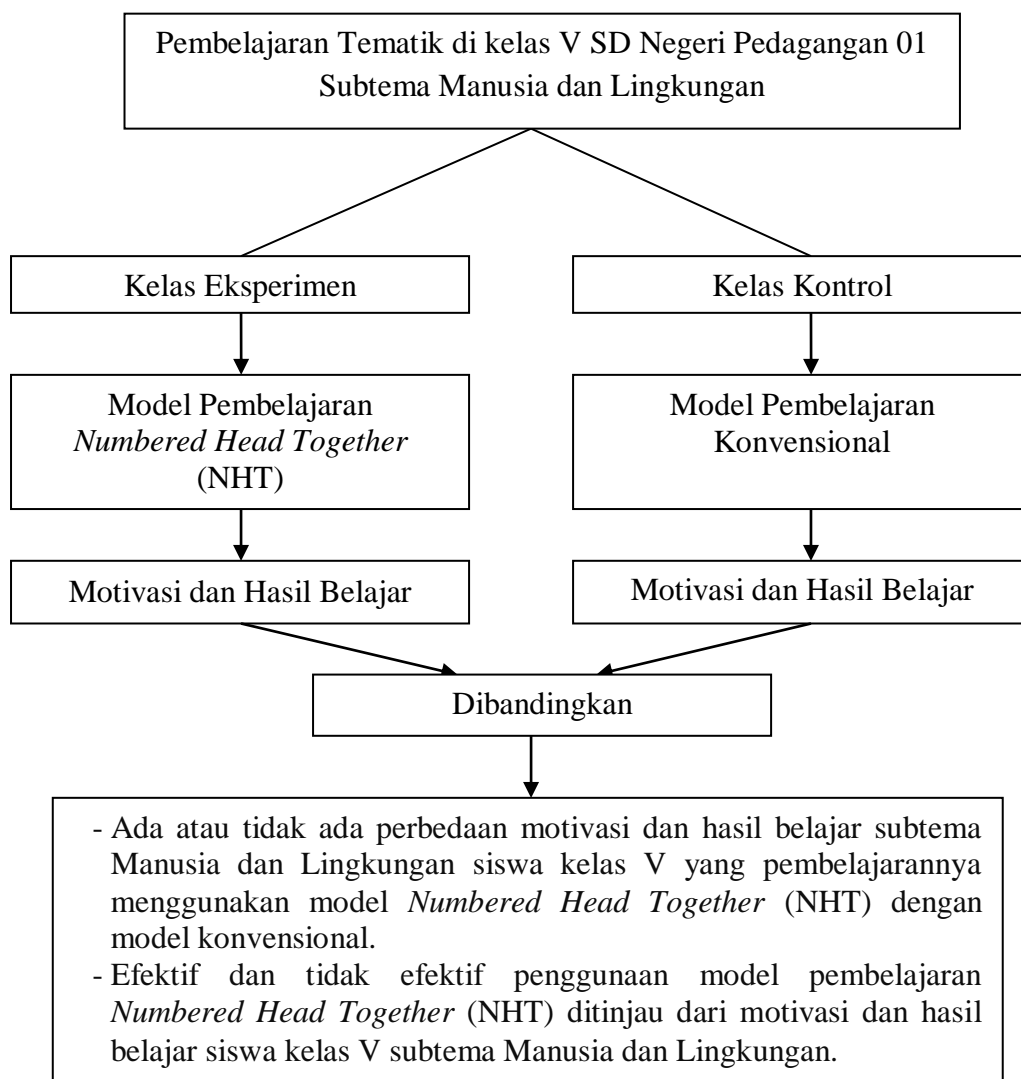 Pembelajaran Tematik di kelas V SD Negeri Pedagangan 01
Subtema Manusia dan Lingkungan
Kelas Eksperimen
Kelas Kontrol
Model Pembelajaran
Numbered Head Together
(NHT)
Model Pembelajaran
Konvensional
Motivasi dan Hasil Belajar
Motivasi dan Hasil Belajar
Dibandingkan
- Ada atau tidak ada perbedaan motivasi dan hasil belajar subtema
Manusia dan Lingkungan siswa kelas V yang pembelajarannya
menggunakan model Numbered Head Together (NHT) dengan
model konvensional.
- Efektif dan tidak efektif penggunaan model pembelajaran
Numbered Head Together (NHT) ditinjau dari motivasi dan hasil
belajar siswa kelas V subtema Manusia dan Lingkungan.